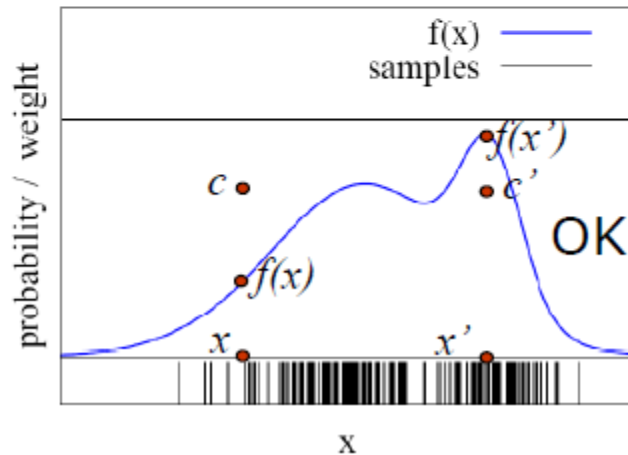 f(x)
samples
f(x')
c c'
OK
f(x)
x x'
probability / weight
x